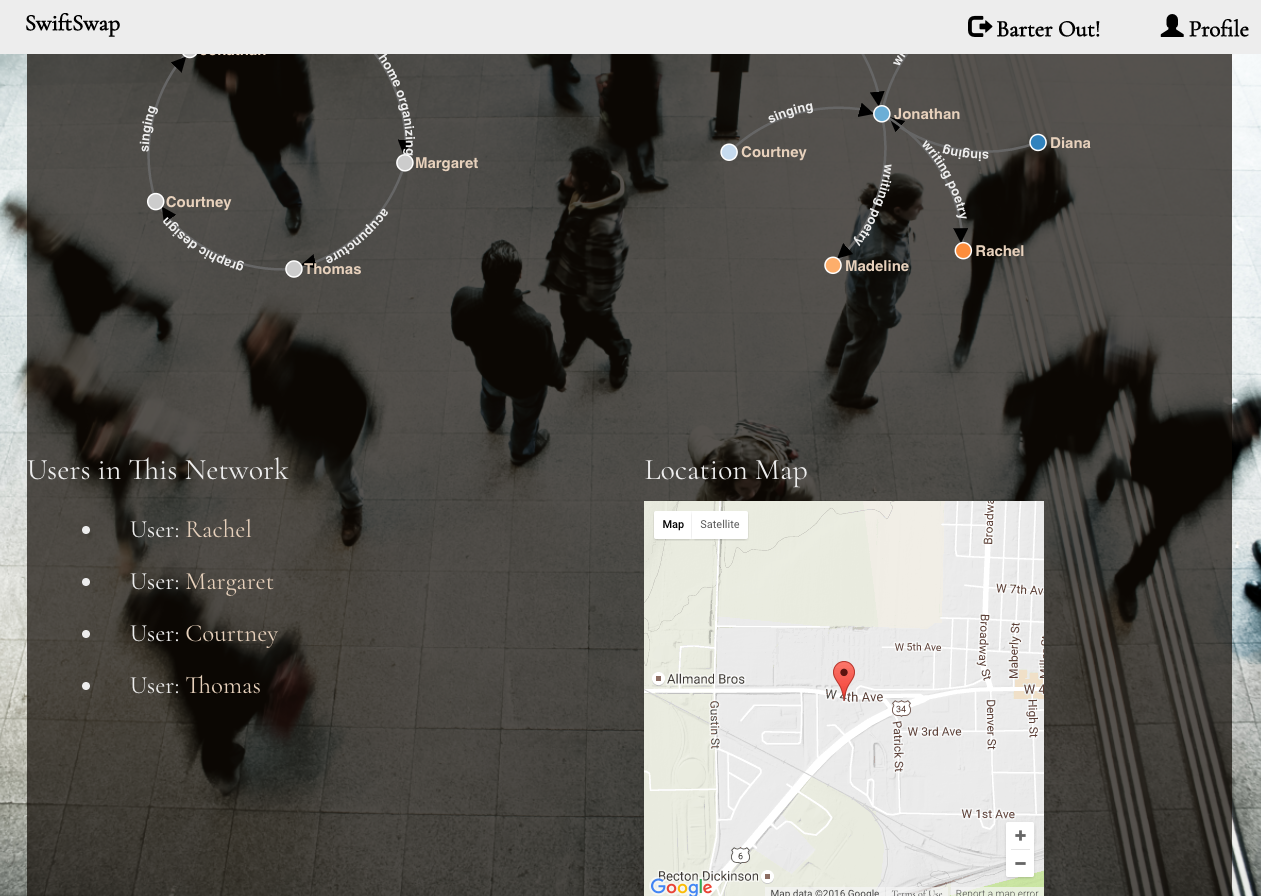 SwiftSwap
Barter Out!
Profile
Jonathan
home organizing
singing
Margaret
Courtney
acupuncture
graphic design
Thomas
singing
Jonathan
Courtney
Diana
singing
writing poetry
writing poetry
Rachel
Madeline
Users in This Network
User: Rachel
User: Margaret
User: Courtney
User: Thomas
Location Map
Map Satellite
Broadwa
W 7th Av
Broadway St
Maberly St
W 5th Ave
Allmand Bros
W 4th Ave
W 4
34
Gustin St
Patrick St
W 3rd Ave
Denver St
High St
W 1st Ave
6
Becton Dickinson
Google
Map data ©2016 Google
Terms of Use
Report a map error